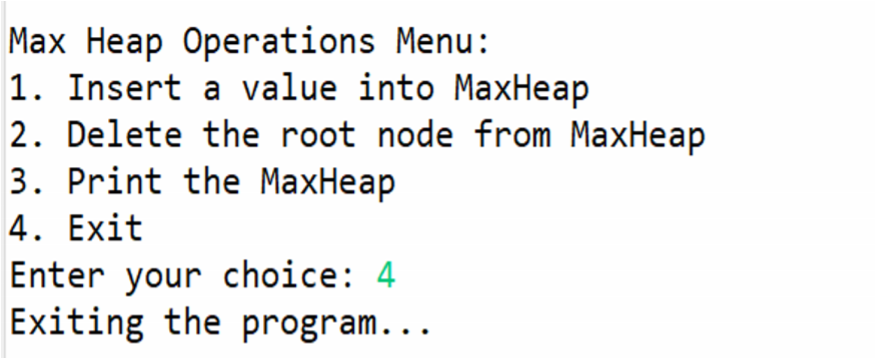 Max Heap Operations Menu:
1. Insert a value into MaxHeap
2. Delete the root node from MaxHeap
3. Print the MaxHeap
4. Exit
Enter your choice: 4
Exiting the program...